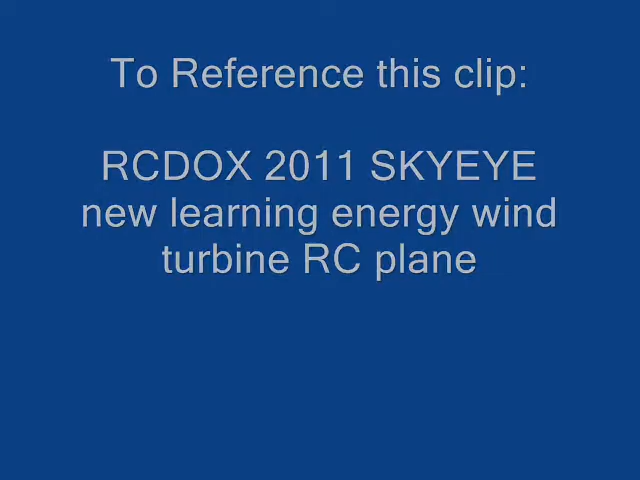 To Reference this clip:
RCDOX 2011 SKYEYE
new learning energy wind
turbine RC plane